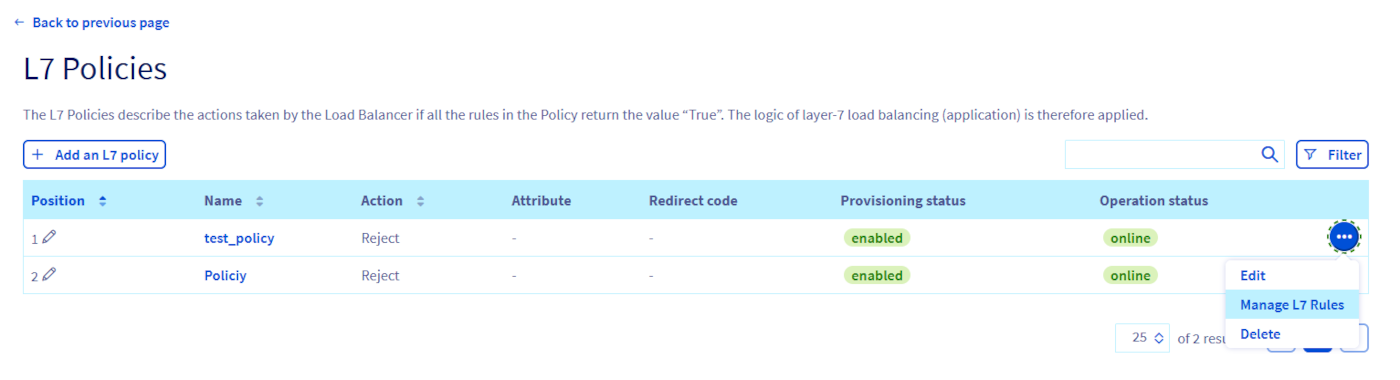 ← Back to previous page
L7 Policies
The L7 Policies describe the actions taken by the Load Balancer if all the rules in the Policy return the value “True”. The logic of layer-7 load balancing (application) is therefore applied.
+ Add an L7 policy
Filter
Position Name Action Attribute Redirect code Provisioning status Operation status
1 test_policy Reject - - enabled online
2 Policiy Reject - - enabled online
Edit
Manage L7 Rules
Delete
25 of 2